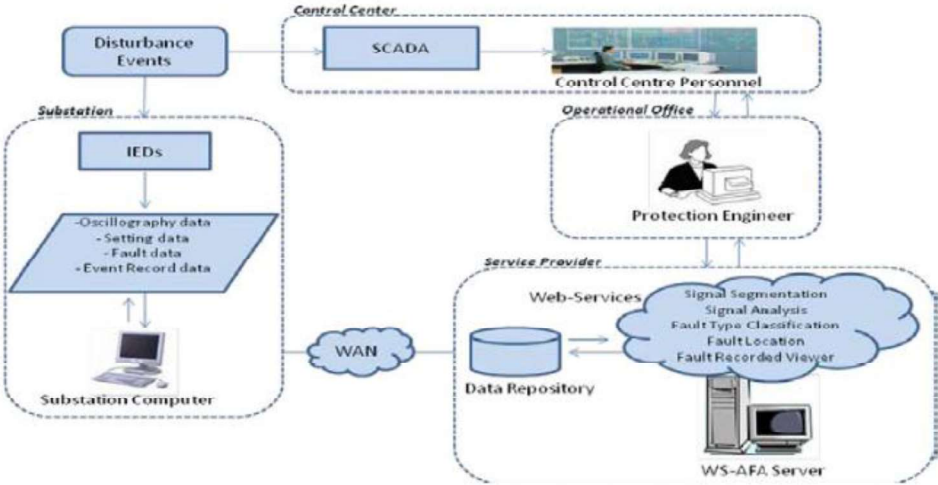 Control Center
Disturbance
Events
SCADA
Control Centre Personnel
Substation
IEDs
-Oscillography data
- Setting data
- Fault data
- Event Record data
Substation Computer
WAN
Operational Office
Protection Engineer
Service Provider
Web-Services
Signal Segmentation
Signal Analysis
Fault Type Classification
Fault Location
Fault Recorded Viewer
Data Repository
WS-AFA Server